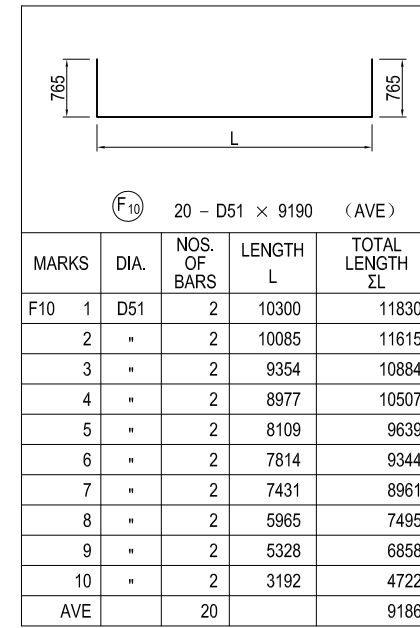 765
765
L
F10 20 - D51 × 9190 (AVE)
MARKS DIA. NOS. OF BARS LENGTH L TOTAL LENGTH ΣL
F10 1 D51 2 10300 11830
2 " 2 10085 11615
3 " 2 9354 10884
4 " 2 8977 10507
5 " 2 8109 9639
6 " 2 7814 9344
7 " 2 7431 8961
8 " 2 5965 7495
9 " 2 5328 6858
10 " 2 3192 4722
AVE 20 9186